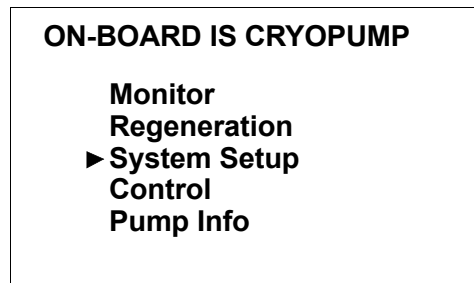 ON-BOARD IS CRYOPUMP
Monitor
Regeneration
►System Setup
Control
Pump Info